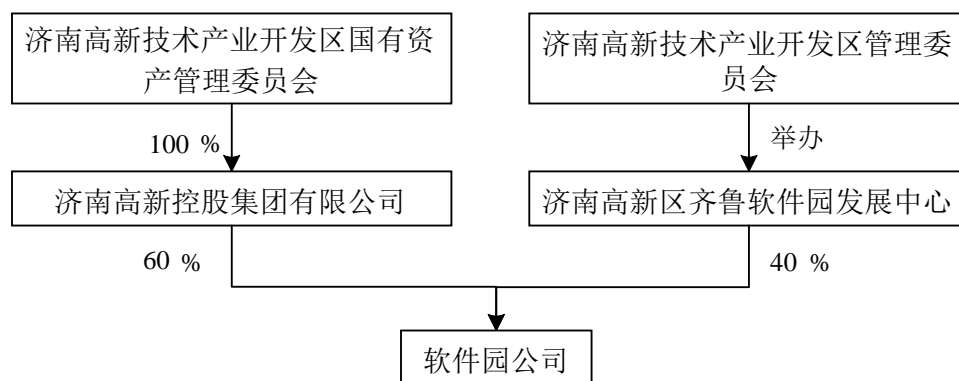 济南高新技术产业开发区国有资
产管理委员会
济南高新技术产业开发区管理委
员会
100 %
举办
济南高新控股集团有限公司
济南高新区齐鲁软件园发展中心
60 %
40 %
软件园公司